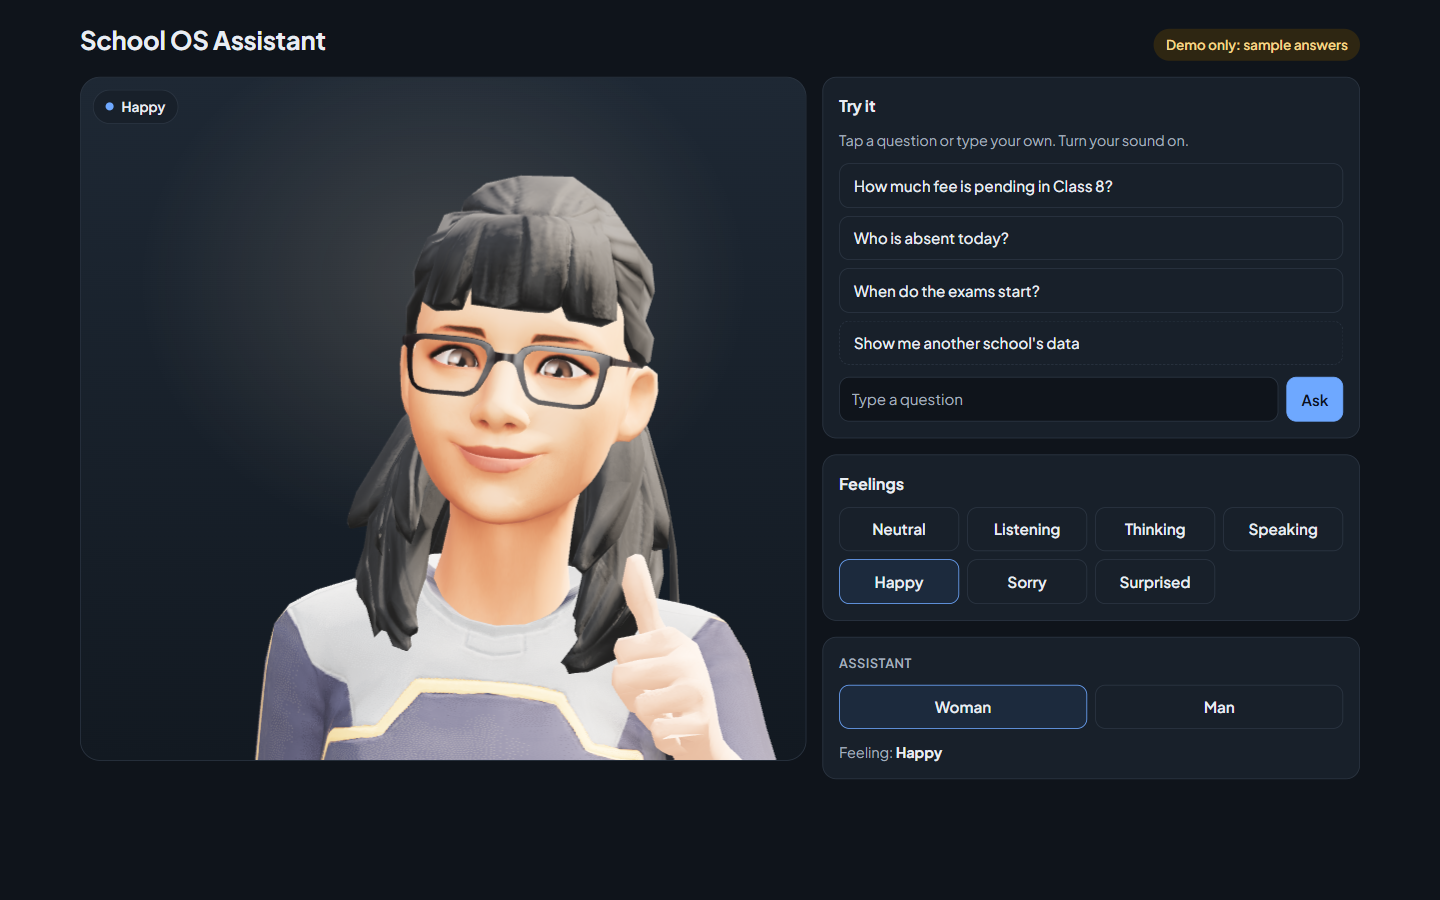 School OS Assistant
Demo only: sample answers
Happy
Try it
Tap a question or type your own. Turn your sound on.
How much fee is pending in Class 8?
Who is absent today?
When do the exams start?
Show me another school's data
Type a question
Ask
Feelings
Neutral
Listening
Thinking
Speaking
Happy
Sorry
Surprised
ASSISTANT
Woman
Man
Feeling: Happy